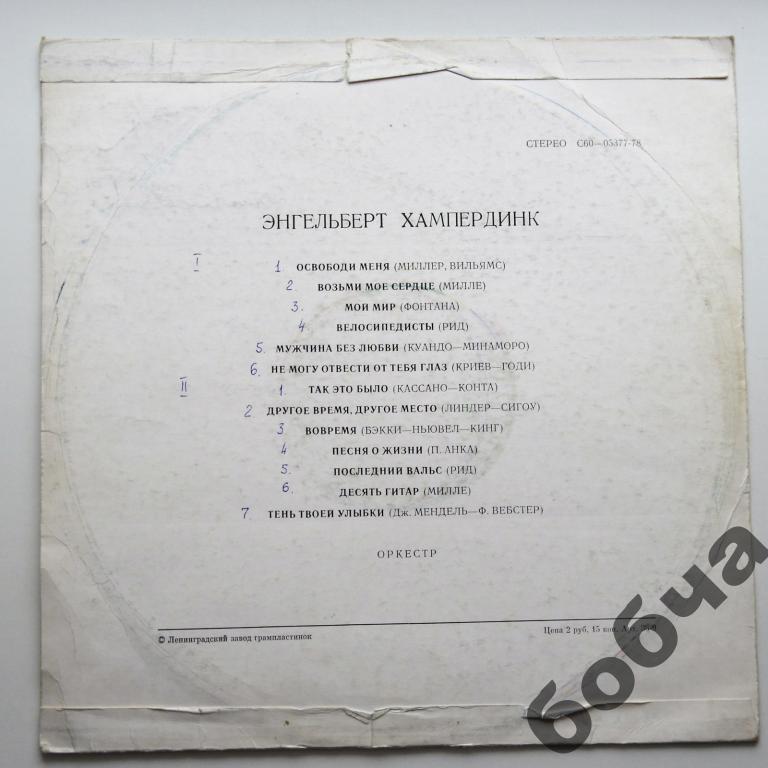 СТЕРЕО С60—05377-78
ЭНГЕЛЬБЕРТ ХАМПЕРДИНК
I 1 ОСВОБОДИ МЕНЯ (МИЛЛЕР, ВИЛЬЯМС)
2. ВОЗЬМИ МОЕ СЕРДЦЕ (МИЛЛЕ)
3. МОЙ МИР (ФОНТАНА)
4 ВЕЛОСИПЕДИСТЫ (РИД)
5. МУЖЧИНА БЕЗ ЛЮБВИ (КУАНДО—МИНАМОРО)
6. НЕ МОГУ ОТВЕСТИ ОТ ТЕБЯ ГЛАЗ (КРИЕВ—ГОДИ)
II 1. ТАК ЭТО БЫЛО (КАССАНО—КОНТА)
2. ДРУГОЕ ВРЕМЯ, ДРУГОЕ МЕСТО (ЛИНДЕР—СИГОУ)
3 ВОВРЕМЯ (БЭККИ—НЬЮВЕЛ—КИНГ)
4 ПЕСНЯ О ЖИЗНИ (П. АНКА)
5. ПОСЛЕДНИЙ ВАЛЬС (РИД)
6. ДЕСЯТЬ ГИТАР (МИЛЛЕ)
7. ТЕНЬ ТВОЕЙ УЛЫБКИ (ДЖ. МЕНДЕЛЬ—Ф. ВЕБСТЕР)
ОРКЕСТР
© Ленинградский завод грампластинок
Цена 2 руб. 15 коп.
бобча